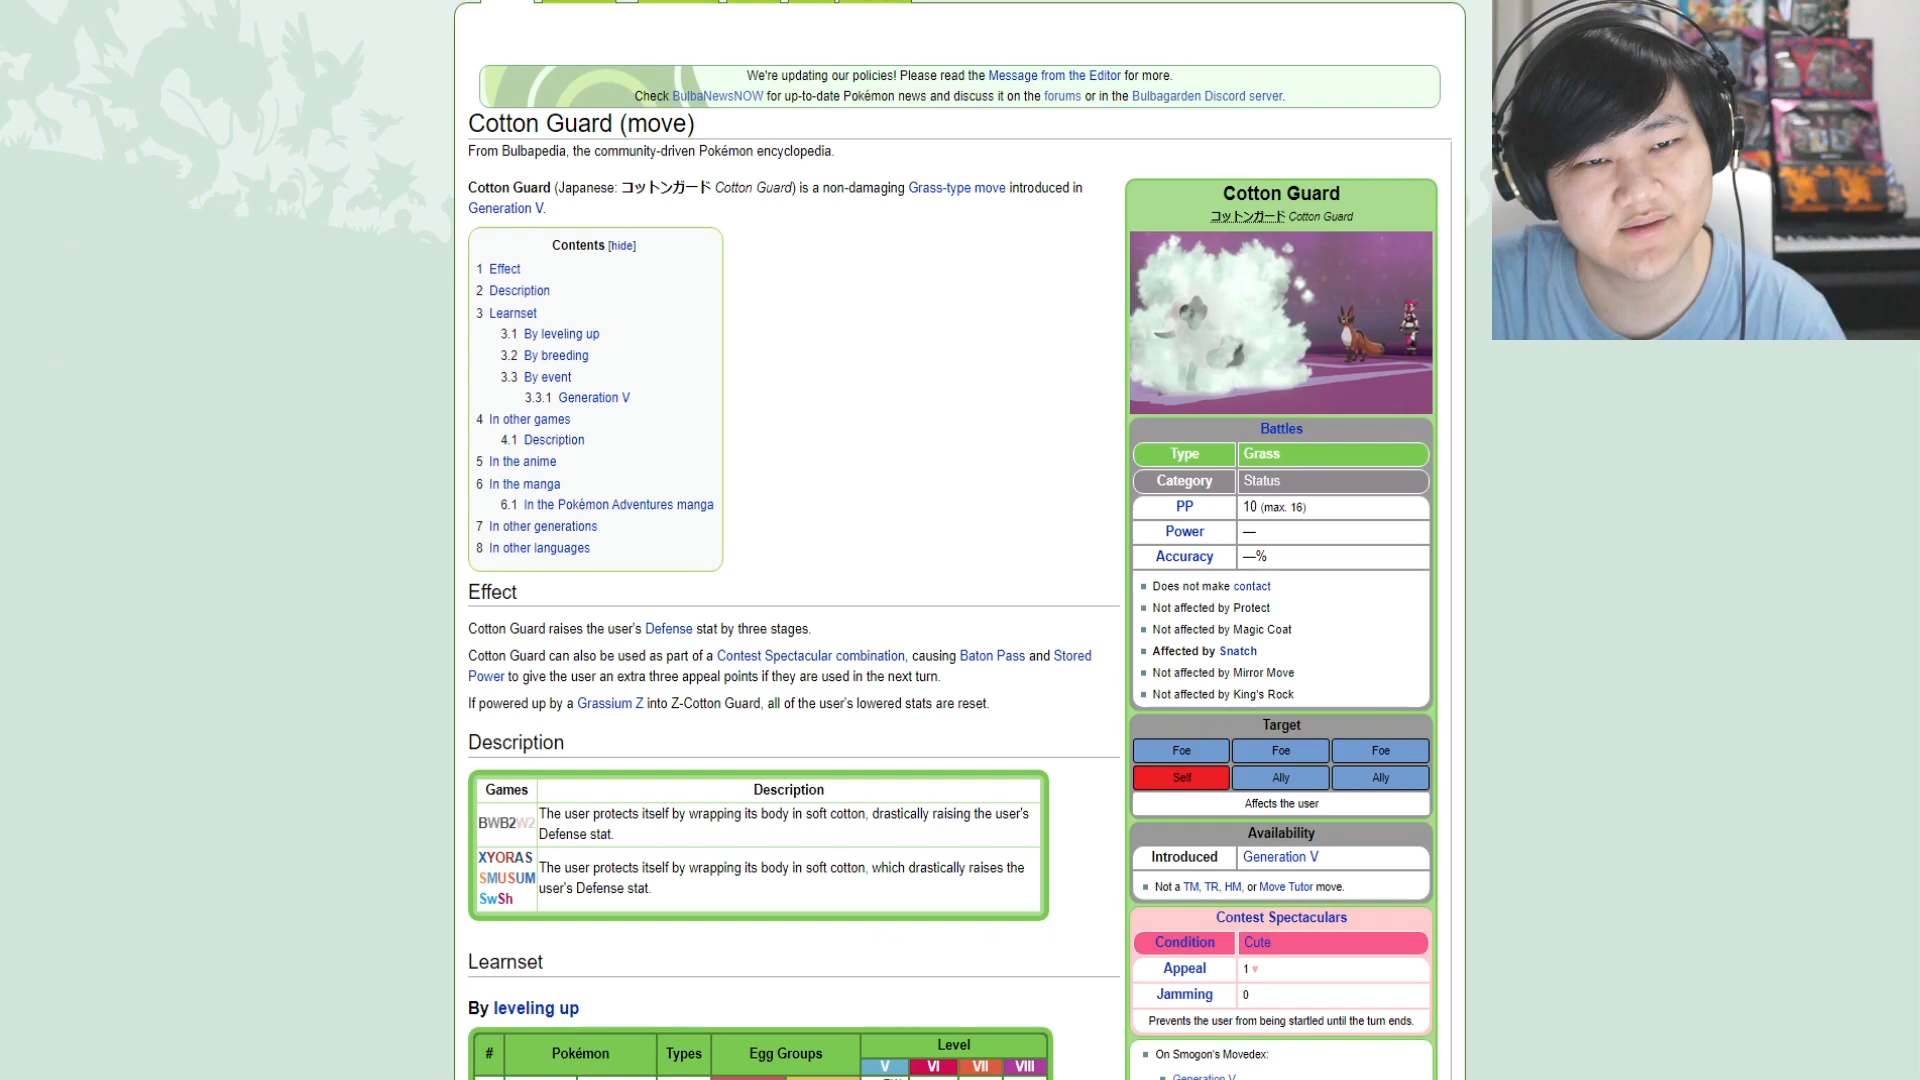 We're updating our policies! Please read the Message from the Editor for more.
Check BulbaNewsNOW for up-to-date Pokémon news and discuss it on the forums or in the Bulbagarden Discord server.
Cotton Guard (move)
From Bulbapedia, the community-driven Pokémon encyclopedia.
Cotton Guard (Japanese: コットンガード Cotton Guard) is a non-damaging Grass-type move introduced in
Generation V.
Contents [hide]
1 Effect
2 Description
3 Learnset
3.1 By leveling up
3.2 By breeding
3.3 By event
3.3.1 Generation V
4 In other games
4.1 Description
5 In the anime
6 In the manga
6.1 In the Pokémon Adventures manga
7 In other generations
8 In other languages
Effect
Cotton Guard raises the user's Defense stat by three stages.
Cotton Guard can also be used as part of a Contest Spectacular combination, causing Baton Pass and Stored
Power to give the user an extra three appeal points if they are used in the next turn.
If powered up by a Grassium Z into Z-Cotton Guard, all of the user's lowered stats are reset.
Description
Games Description
BWB2W2 The user protects itself by wrapping its body in soft cotton, drastically raising the user's
Defense stat.
XYORAS
SMUSUM
SwSh
The user protects itself by wrapping its body in soft cotton, which drastically raises the
user's Defense stat.
Learnset
By leveling up
# Pokémon Types Egg Groups Level
V VI VII VIII
Cotton Guard
コットンガード Cotton Guard
Battles
Type Grass
Category Status
PP 10 (max. 16)
Power —
Accuracy —%
Does not make contact
Not affected by Protect
Not affected by Magic Coat
Affected by Snatch
Not affected by Mirror Move
Not affected by King's Rock
Target
Foe Foe Foe
Self Ally Ally
Affects the user
Availability
Introduced Generation V
Not a TM, TR, HM, or Move Tutor move.
Contest Spectaculars
Condition Cute
Appeal 1 ♥
Jamming 0
Prevents the user from being startled until the turn ends.
On Smogon's Movedex:
Generation V